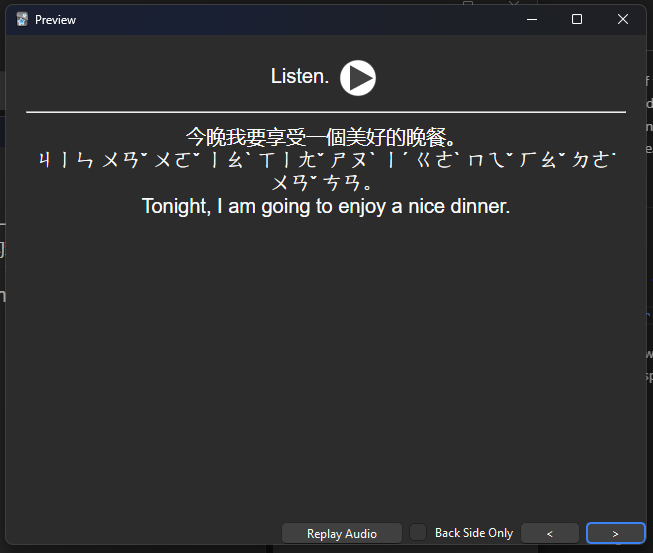 Preview
Listen.
今晚我要享受一個美好的晚餐。
ㄐㄧㄣ ㄨㄢˇ ㄨㄛˇ ㄧㄠˋ ㄒㄧㄤˇ ㄕㄡˋ ㄧˊ ㄍㄜˋ ㄇㄟˇ ㄏㄠˇ ㄉㄜ˙
ㄨㄢˇ ㄘㄢ。
Tonight, I am going to enjoy a nice dinner.
Replay Audio
Back Side Only
<
>